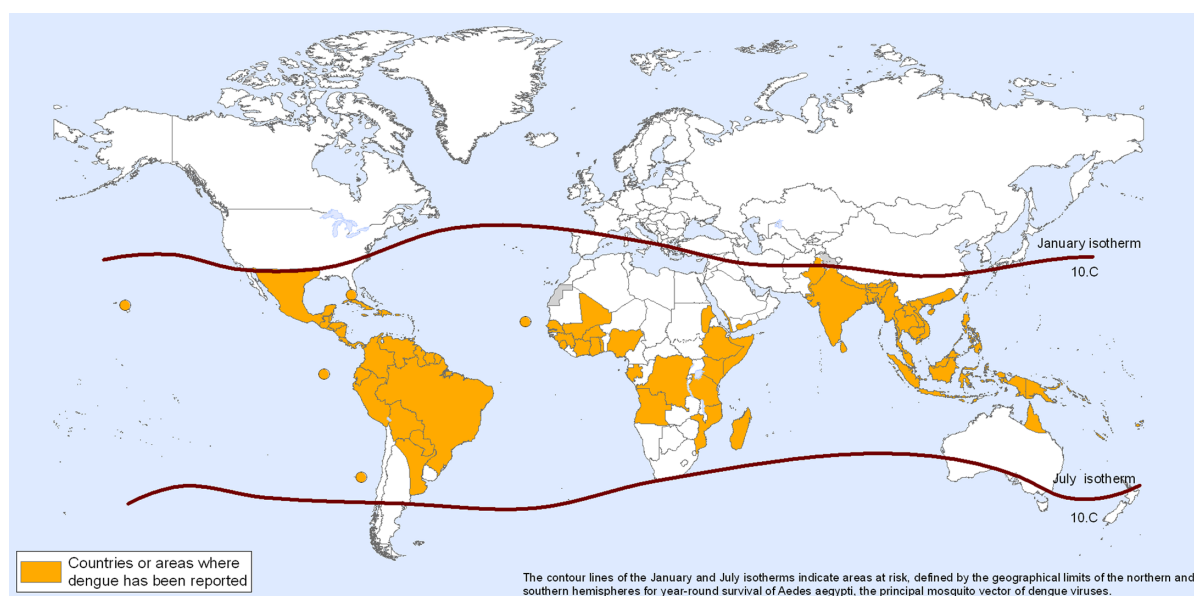 January isotherm
10.C
July  isotherm
10.C
Countries or areas where
dengue has been reported
The contour lines of the January and July isotherms indicate areas at risk, defined by the geographical limits of the northern and
southern hemispheres for year-round survival of Aedes aegypti, the principal mosquito vector of dengue viruses.